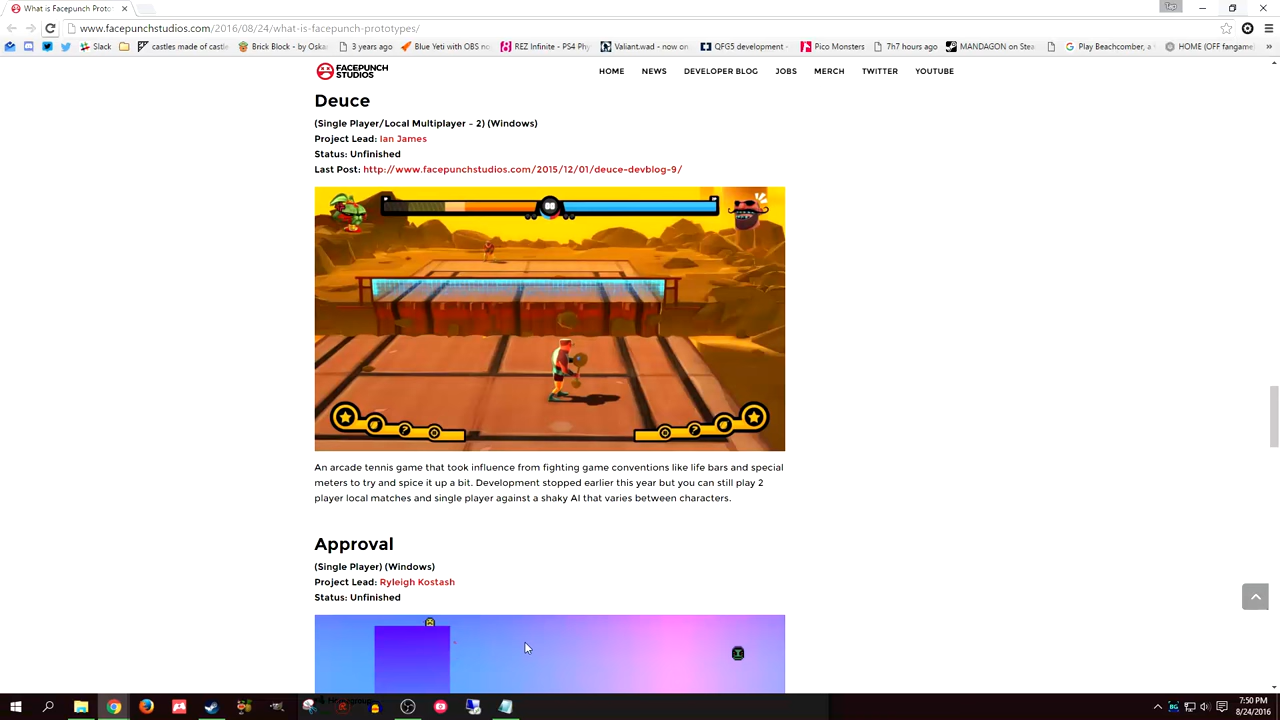 What is Facepunch Proto
www.facepunchstudios.com/2016/08/24/what-is-facepunch-prototypes/
Slack castles made of castle Brick Block - by Oskar 3 years ago Blue Yeti with OBS no REZ Infinite - PS4 Phy Valiant.wad - now on QFG5 development - Pico Monsters 7h7 hours ago MANDAGON on Stea Play Beachcomber, a HOME (OFF fangame) »
FACEPUNCH STUDIOS HOME NEWS DEVELOPER BLOG JOBS MERCH TWITTER YOUTUBE
Deuce
(Single Player/Local Multiplayer – 2) (Windows)
Project Lead: Ian James
Status: Unfinished
Last Post: http://www.facepunchstudios.com/2015/12/01/deuce-devblog-9/
An arcade tennis game that took influence from fighting game conventions like life bars and special
meters to try and spice it up a bit. Development stopped earlier this year but you can still play 2
player local matches and single player against a shaky AI that varies between characters.
Approval
(Single Player) (Windows)
Project Lead: Ryleigh Kostash
Status: Unfinished
7:50 PM
8/24/2016